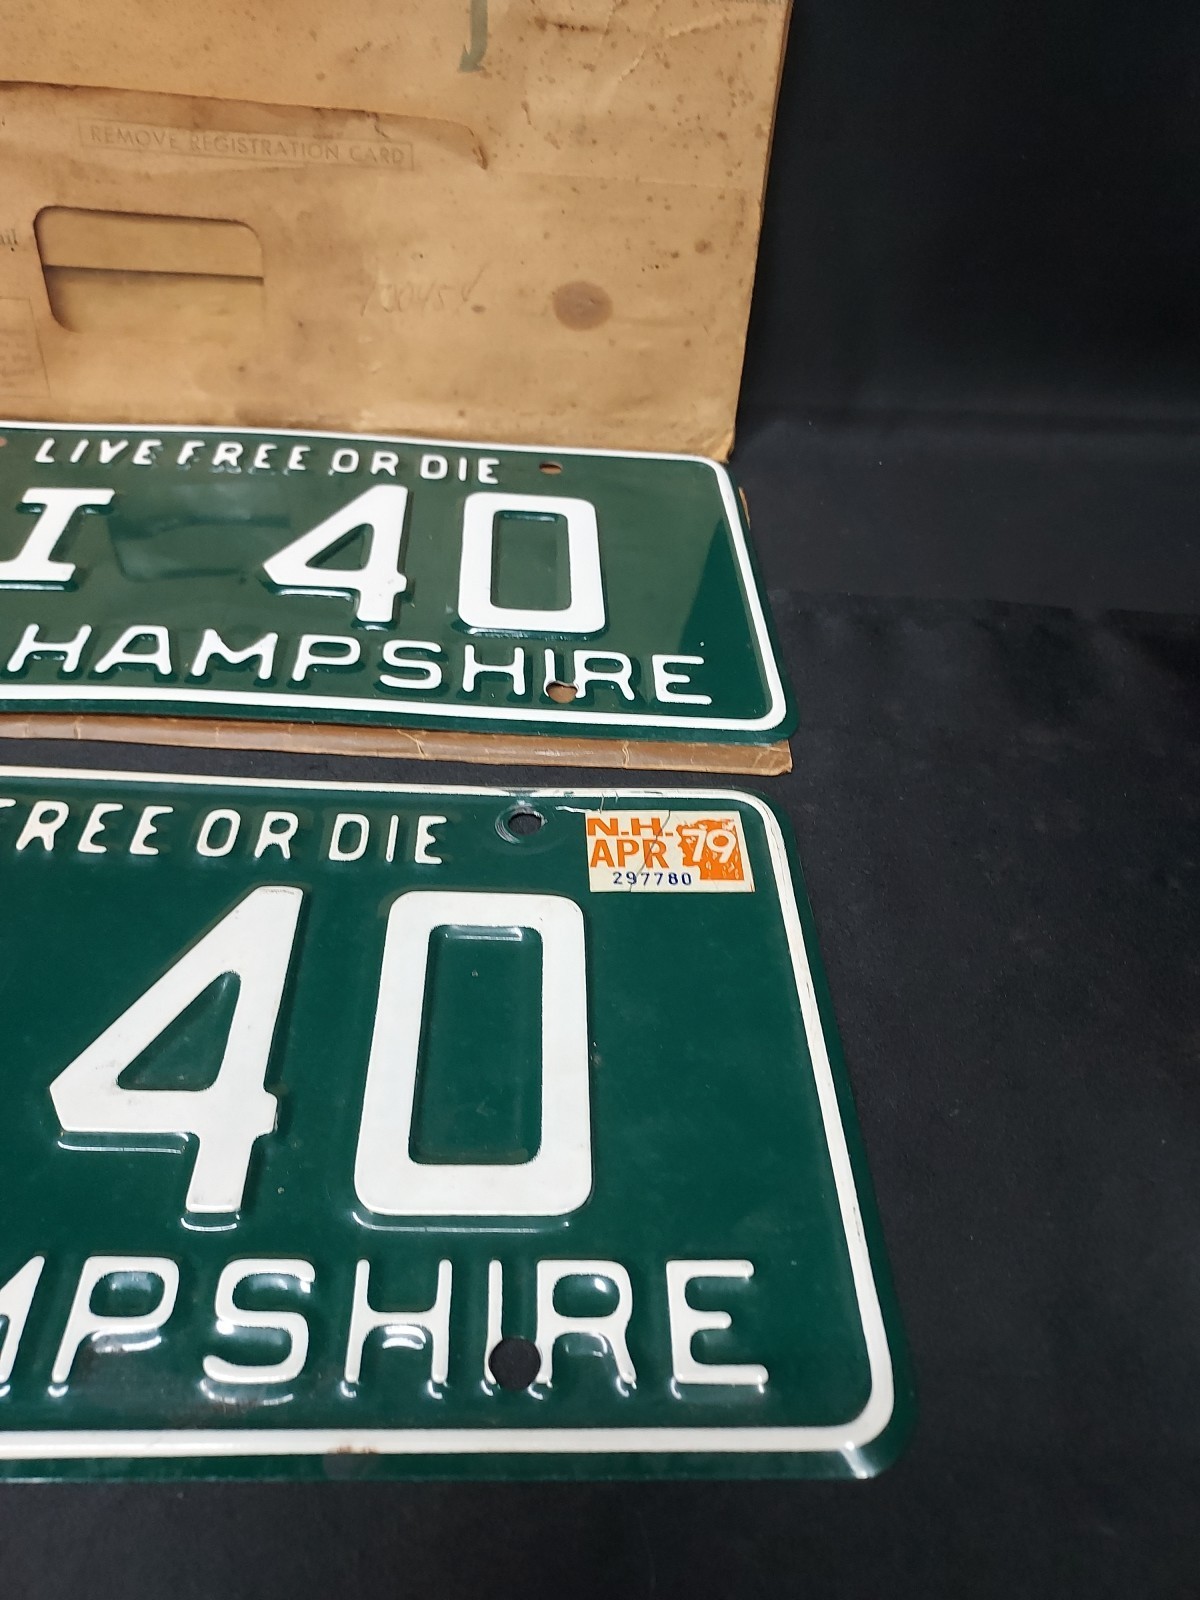 REMOVE REGISTRATION CARD
LIVE FREE OR DIE
I 40
HAMPSHIRE
FREE OR DIE
N.H.
APR 79
297780
40
MPSHIRE